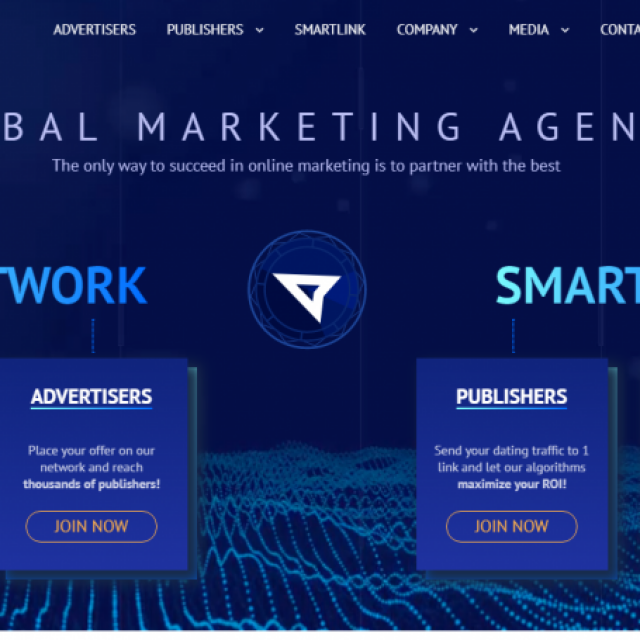 ADVERTISERS PUBLISHERS SMARTLINK COMPANY MEDIA CONTA
BAL MARKETING AGEN
The only way to succeed in online marketing is to partner with the best
TWORK SMART
ADVERTISERS
Place your offer on our
network and reach
thousands of publishers!
JOIN NOW
PUBLISHERS
Send your dating traffic to 1
link and let our algorithms
maximize your ROI!
JOIN NOW